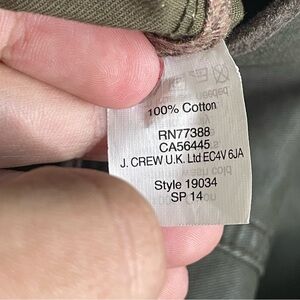 100% Cotton
RN77388
CA56445
J. CREW U.K. Ltd EC4V 6JA
Style 19034
SP 14